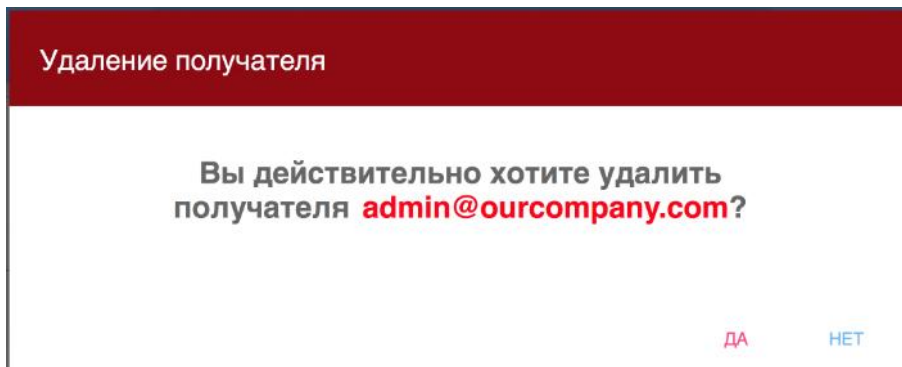 Удаление получателя
Вы действительно хотите удалить
получателя admin@ourcompany.com?
ДА НЕТ